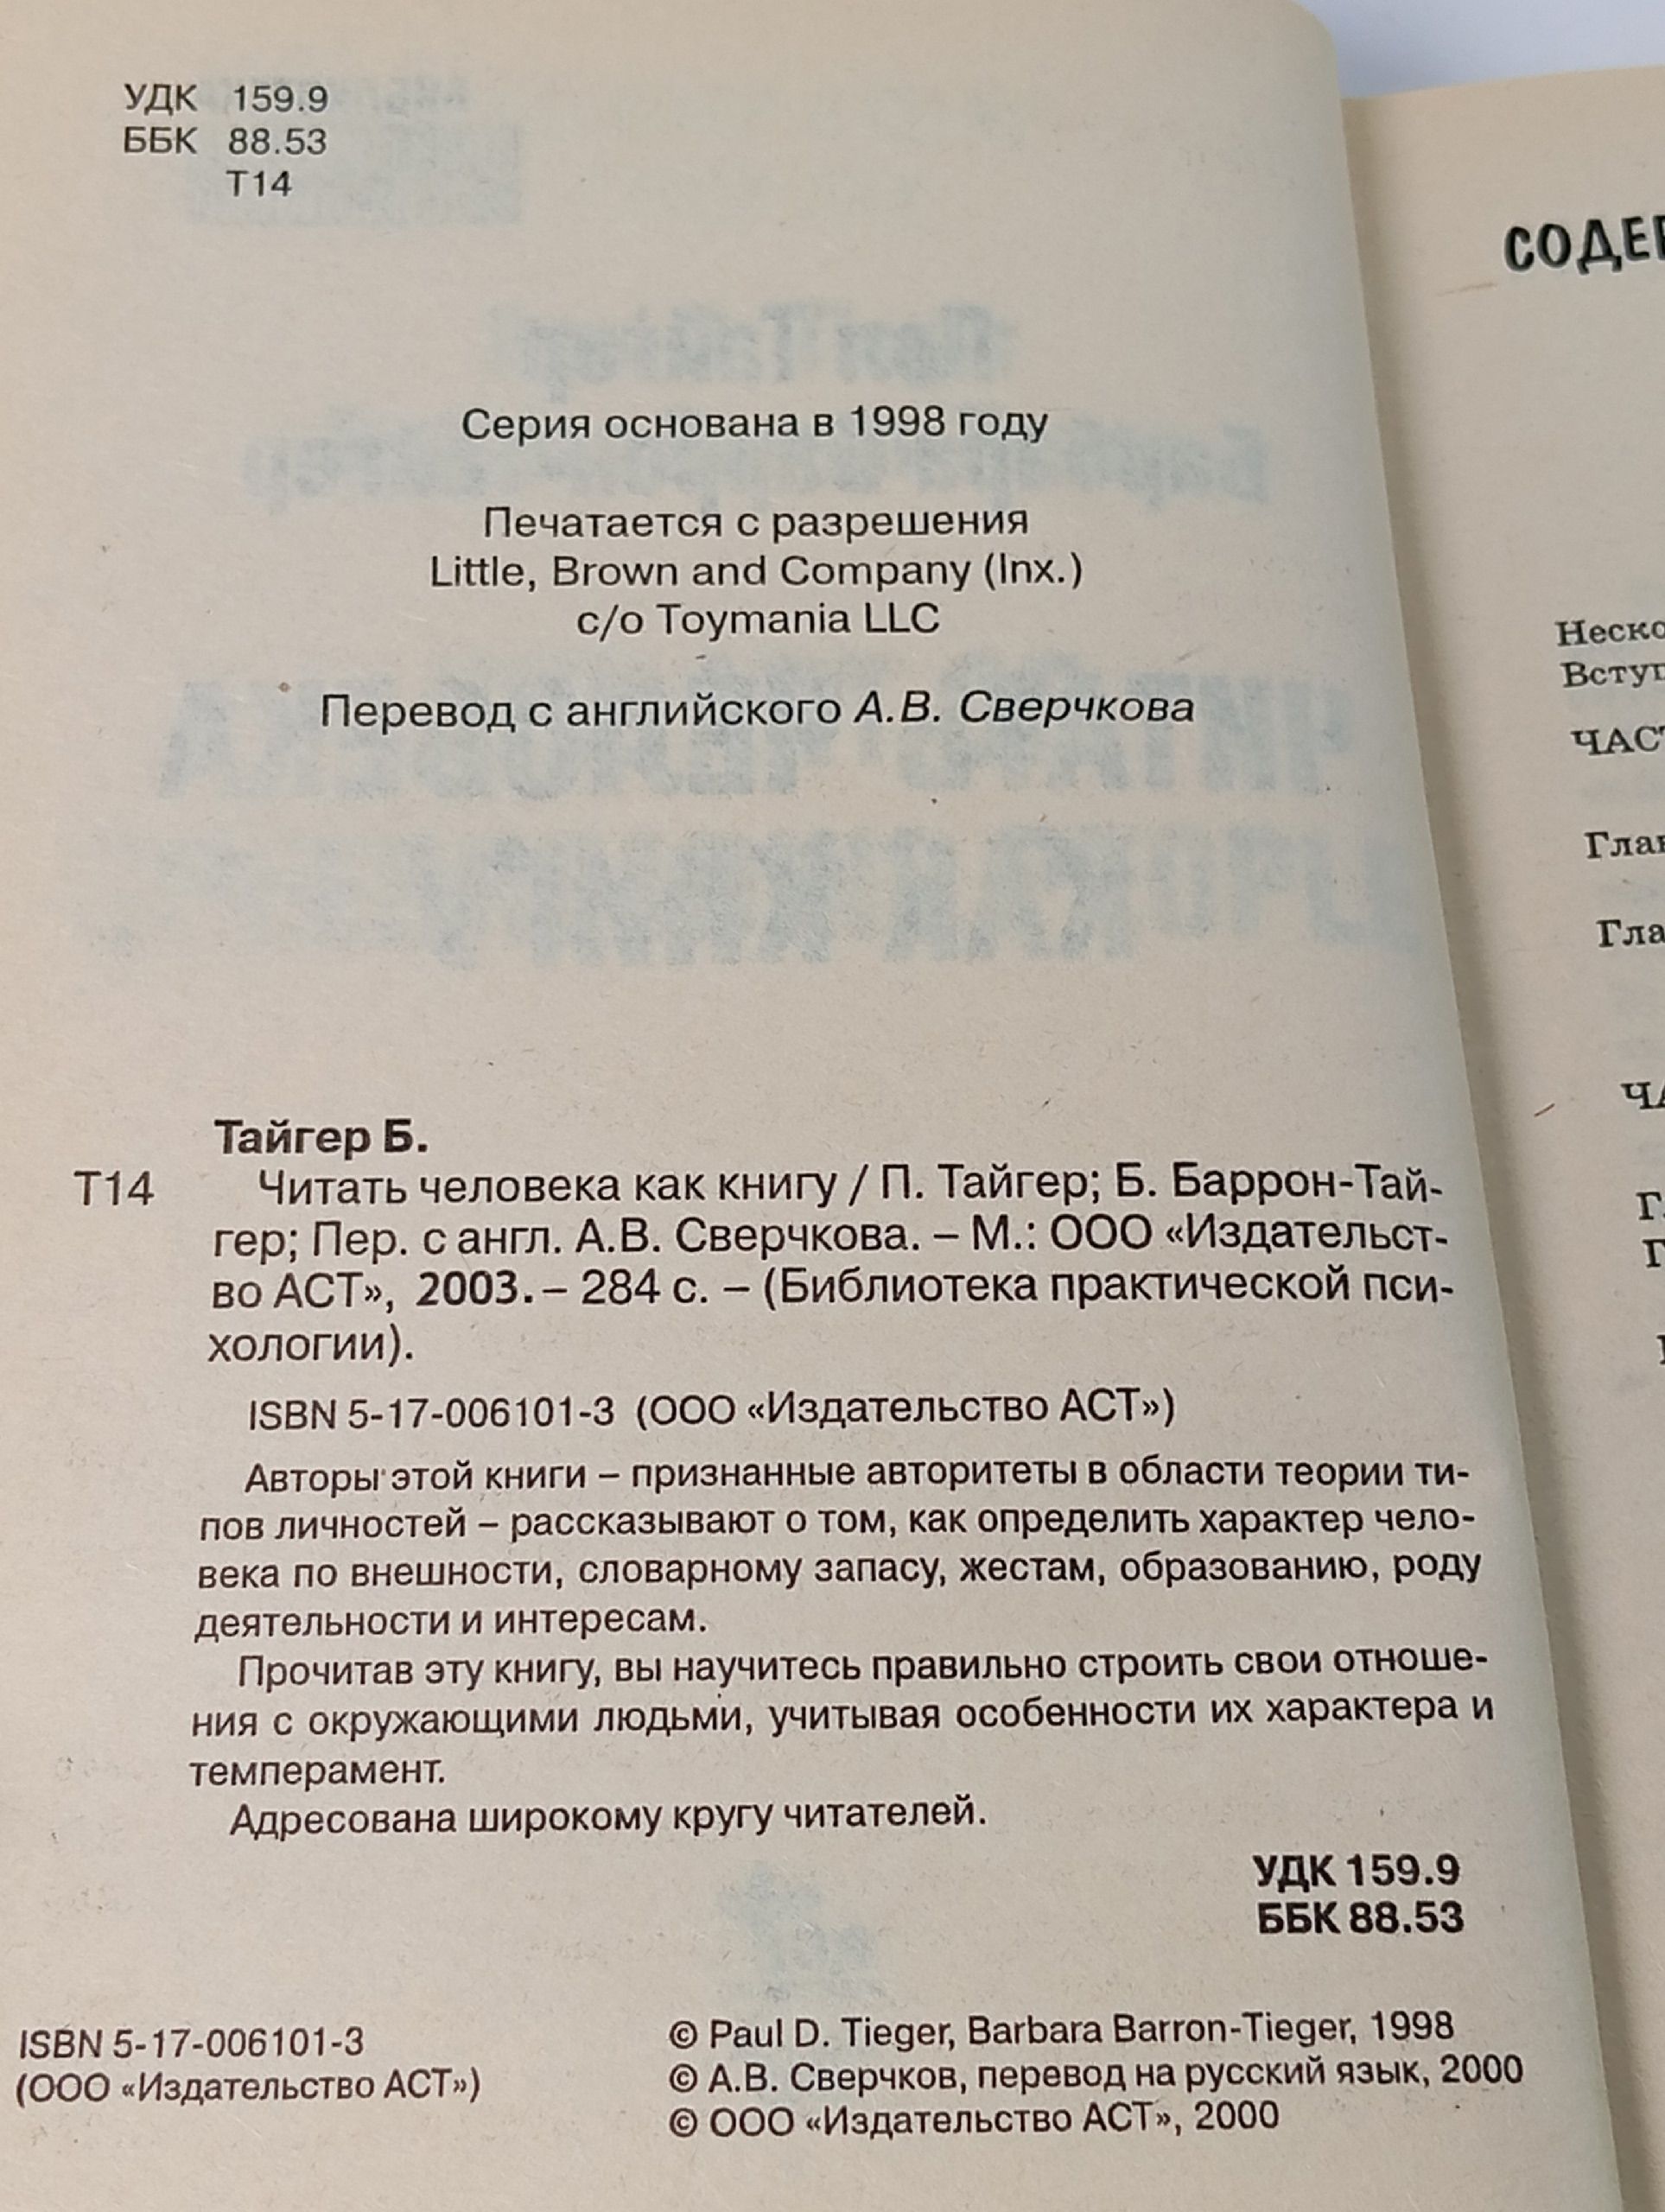 УДК 159.9
ББК 88.53
Т14
Серия основана в 1998 году
Печатается с разрешения
Little, Brown and Company (Inx.)
c/o Toymania LLC
Перевод с английского А.В. Сверчкова
Тайгер Б.
Т14 Читать человека как книгу / П. Тайгер; Б. Баррон-Тай-
гер; Пер. с англ. А.В. Сверчкова. – М.: ООО «Издательст-
во АСТ», 2003. – 284 с. – (Библиотека практической пси-
хологии).
ISBN 5-17-006101-3 (ООО «Издательство АСТ»)
Авторы этой книги – признанные авторитеты в области теории ти-
пов личностей – рассказывают о том, как определить характер чело-
века по внешности, словарному запасу, жестам, образованию, роду
деятельности и интересам.
Прочитав эту книгу, вы научитесь правильно строить свои отноше-
ния с окружающими людьми, учитывая особенности их характера и
темперамент.
Адресована широкому кругу читателей.
УДК 159.9
ББК 88.53
ISBN 5-17-006101-3
(ООО «Издательство АСТ»)
© Paul D. Tieger, Barbara Barron-Tieger, 1998
© А.В. Сверчков, перевод на русский язык, 2000
© ООО «Издательство АСТ», 2000